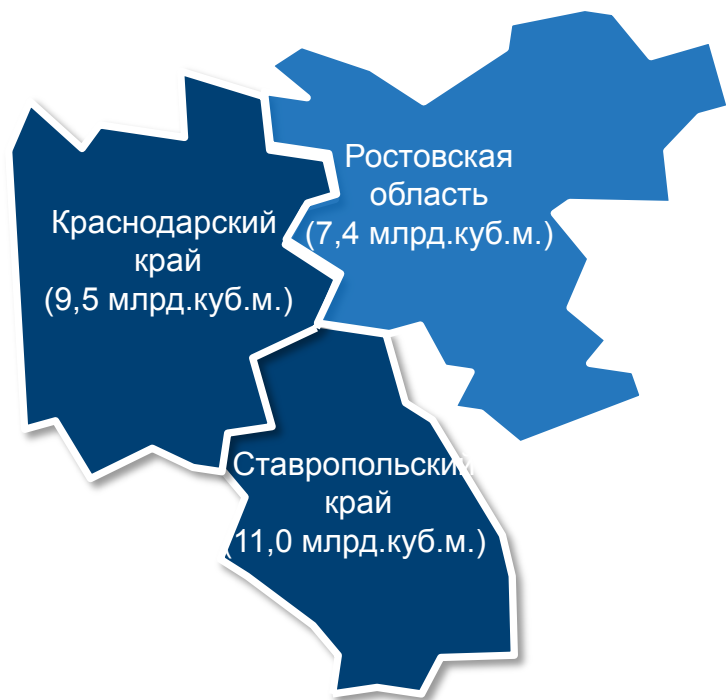 Ростовская
область
(7,4 млрд.куб.м.)
Краснодарский
край
(9,5 млрд.куб.м.)
Ставропольский
край
(11,0 млрд.куб.м.)